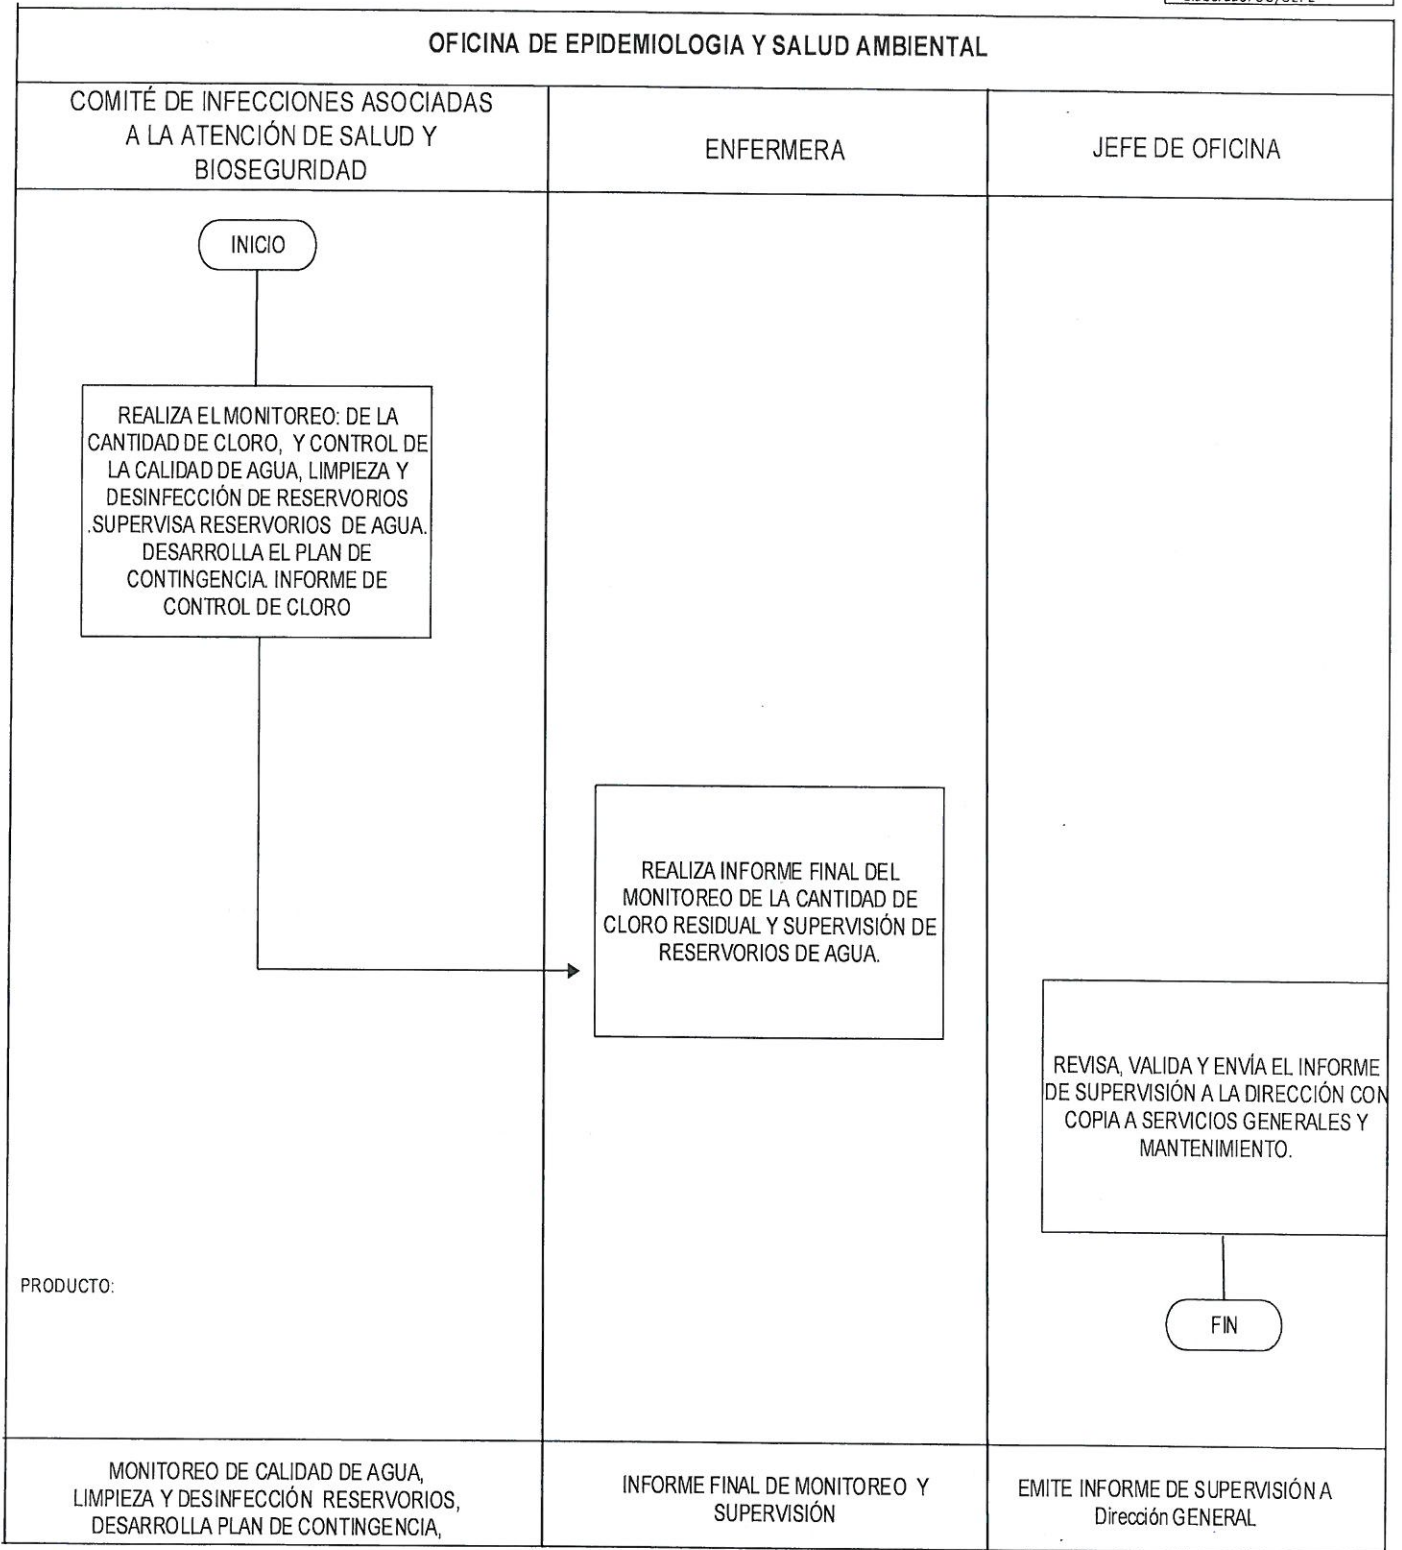 OFICINA DE EPIDEMIOLOGIA Y SALUD AMBIENTAL
COMITÉ DE INFECCIONES ASOCIADAS
A LA ATENCIÓN DE SALUD Y
BIOSEGURIDAD
ENFERMERA
JEFE DE OFICINA
INICIO
REALIZA EL MONITOREO: DE LA
CANTIDAD DE CLORO, Y CONTROL DE
LA CALIDAD DE AGUA, LIMPIEZA Y
DESINFECCIÓN DE RESERVORIOS
.SUPERVISA RESERVORIOS DE AGUA.
DESARROLLA EL PLAN DE
CONTINGENCIA. INFORME DE
CONTROL DE CLORO
REALIZA INFORME FINAL DEL
MONITOREO DE LA CANTIDAD DE
CLORO RESIDUAL Y SUPERVISIÓN DE
RESERVORIOS DE AGUA.
REVISA, VALIDA Y ENVÍA EL INFORME
DE SUPERVISIÓN A LA DIRECCIÓN CON
COPIA A SERVICIOS GENERALES Y
MANTENIMIENTO.
PRODUCTO:
FIN
MONITOREO DE CALIDAD DE AGUA,
LIMPIEZA Y DESINFECCIÓN RESERVORIOS,
DESARROLLA PLAN DE CONTINGENCIA,
INFORME FINAL DE MONITOREO Y
SUPERVISIÓN
EMITE INFORME DE SUPERVISIÓN A
Dirección GENERAL